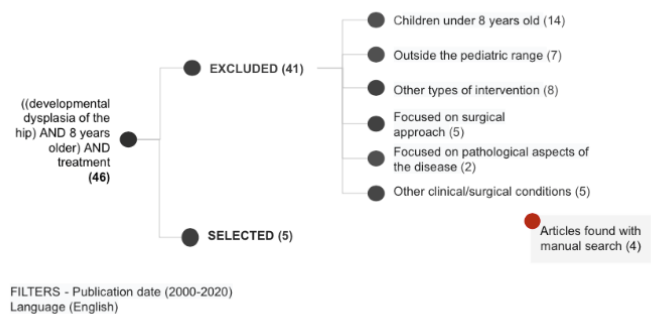 Children under 8 years old (14)
EXCLUDED (41)
Outside the pediatric range (7)
Other types of intervention (8)
((developmental
dysplasia of the
hip) AND 8 years
older) AND
treatment
(46)
Focused on surgical
approach (5)
Focused on pathological aspects of
the disease (2)
Other clinical/surgical conditions (5)
SELECTED (5)
Articles found with
manual search (4)
FILTERS - Publication date (2000-2020)
Language (English)